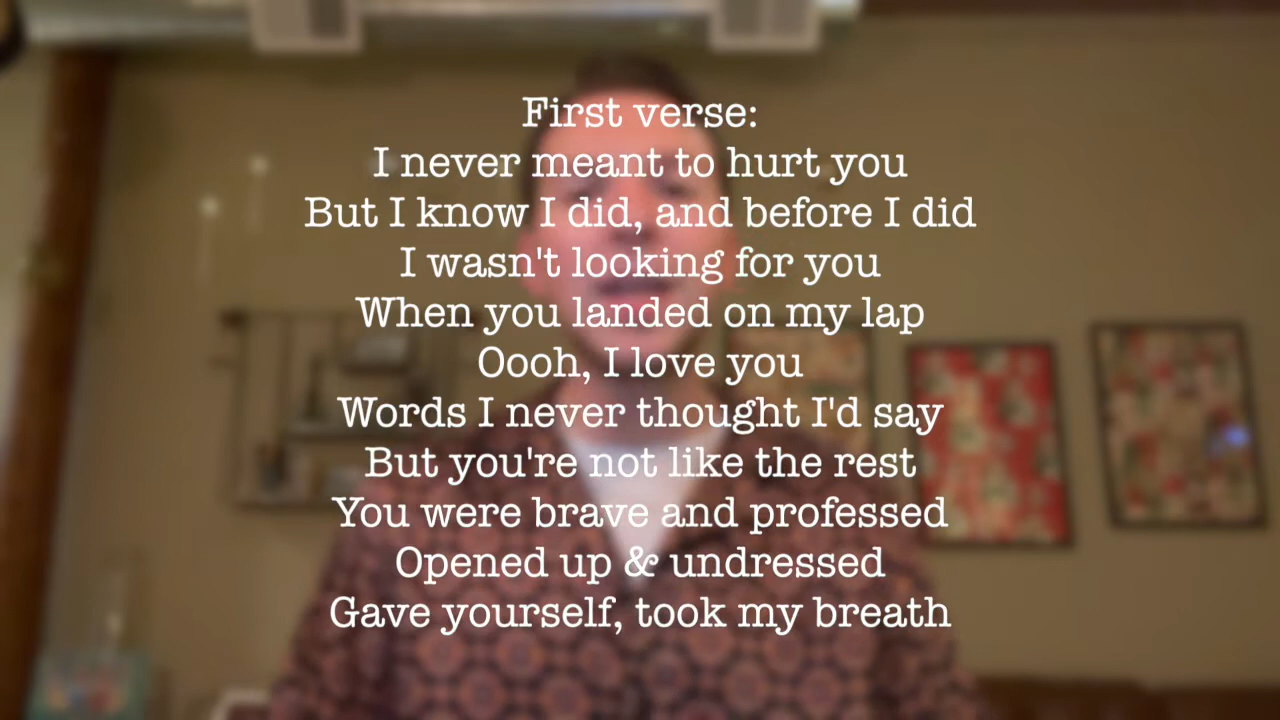 First verse:
I never meant to hurt you
But I know I did, and before I did
I wasn't looking for you
When you landed on my lap
Oooh, I love you
Words I never thought I'd say
But you're not like the rest
You were brave and professed
Opened up & undressed
Gave yourself, took my breath